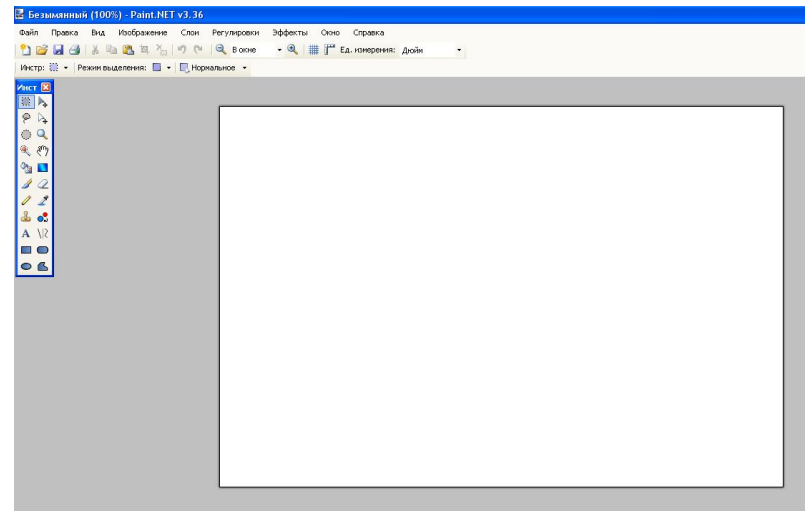 Безымянный (100%) - Paint.NET v3.36
Файл Правка Вид Изображение Слои Регулировки Эффекты Окно Справка
В окне Ед. измерения: Дюйм
Инстр: Режим выделения: Нормальное
Инст
A